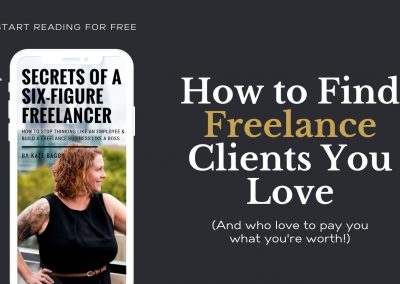 START READING FOR FREE
SECRETS OF A
SIX-FIGURE
FREELANCER
HOW TO STOP THINKING LIKE AN EMPLOYEE &
BUILD A FREELANCE BUSINESS LIKE A BOSS
BY KATE BAGOY
How to Find
Freelance
Clients You
Love
(And who love to pay you
what you're worth!)